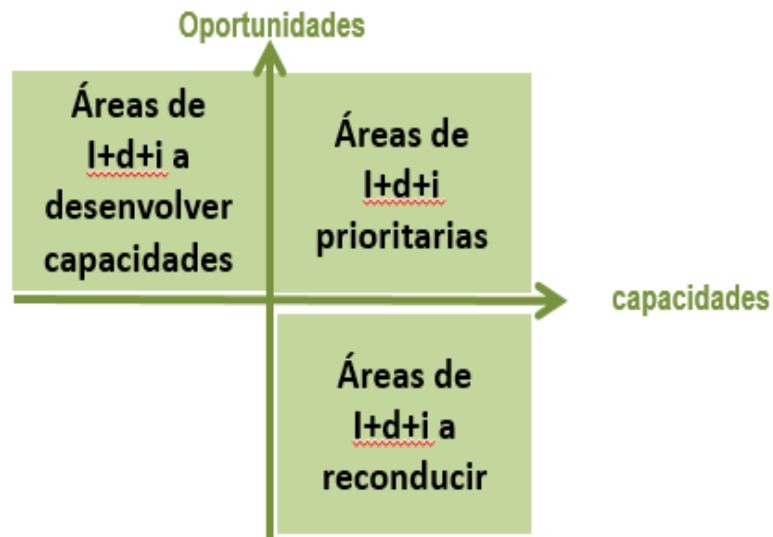 Oportunidades
Áreas de
I+d+i a
desenvolver
capacidades
Áreas de
I+d+i
prioritarias
capacidades
Áreas de
I+d+i a
reconducir